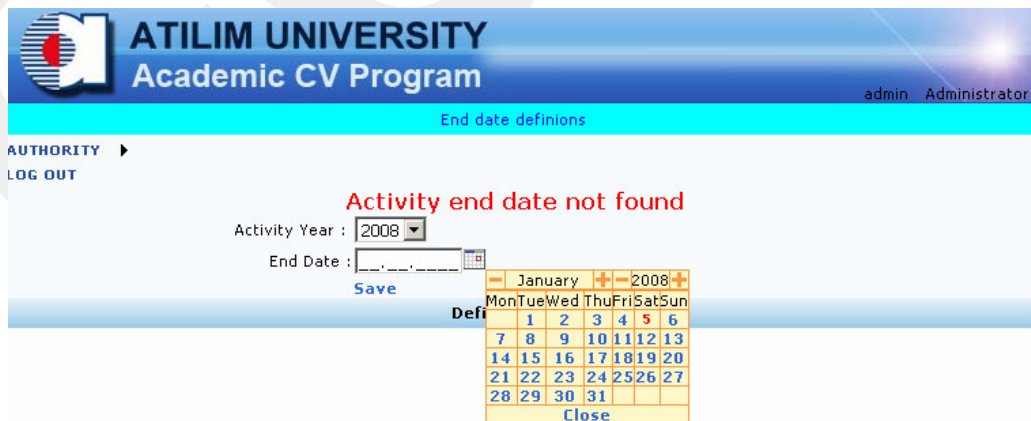 ATILIM UNIVERSITY
Academic CV Program
admin Administrator
End date definions
AUTHORITY
LOG OUT
Activity end date not found
Activity Year : 2008
End Date : __.__.____
Save
Defi
− January + − 2008 +
Mon Tue Wed Thu Fri Sat Sun
1 2 3 4 5 6
7 8 9 10 11 12 13
14 15 16 17 18 19 20
21 22 23 24 25 26 27
28 29 30 31
Close